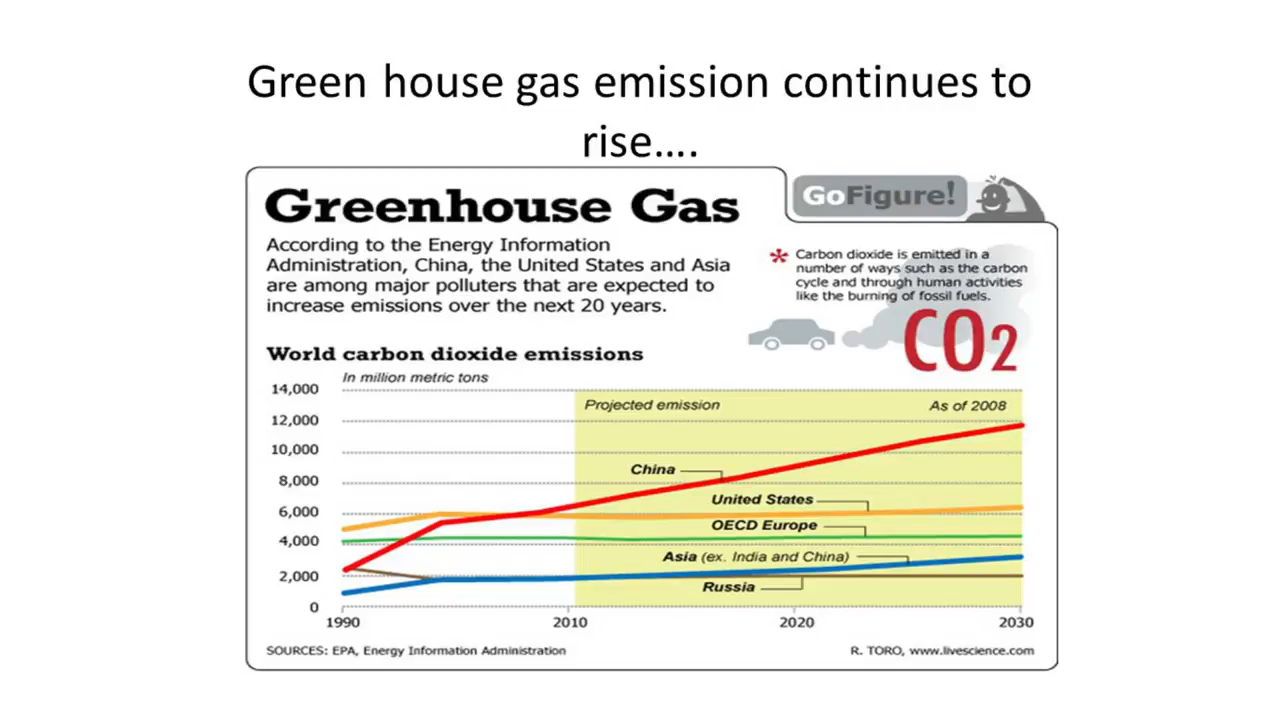 Green house gas emission continues to
rise….
Greenhouse Gas
GoFigure!
According to the Energy Information
Administration, China, the United States and Asia
are among major polluters that are expected to
increase emissions over the next 20 years.
* Carbon dioxide is emitted in a
number of ways such as the carbon
cycle and through human activities
like the burning of fossil fuels.
CO2
World carbon dioxide emissions
In million metric tons
14,000
Projected emission
As of 2008
12,000
10,000
China
8,000
United States
6,000
OECD Europe
4,000
Asia (ex. India and China)
2,000
Russia
0
1990
2010
2020
2030
SOURCES: EPA, Energy Information Administration
R. TORO, www.livescience.com